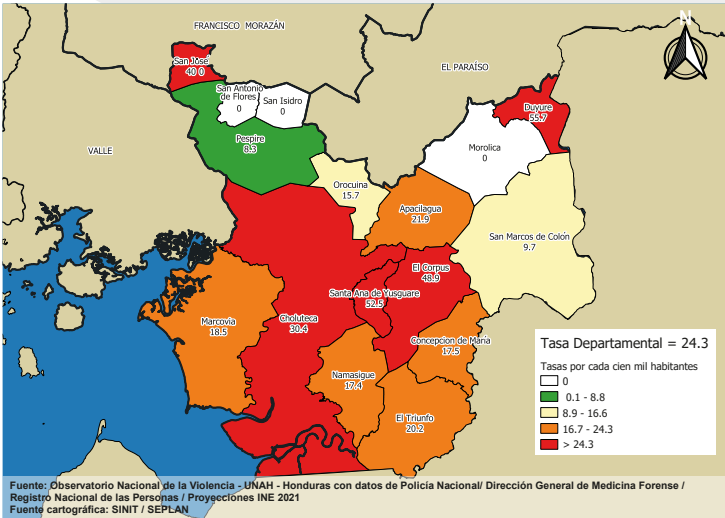 FRANCISCO MORAZÁN
N
San José
40 0
EL PARAÍSO
San Antonio
de Flores
0
San Isidro
0
Duyure
55.7
Pespire
8.3
VALLE
Morolica
0
Orocuina
15.7
Apacilagua
21.9
San Marcos de Colón
9.7
El Corpus
48.9
Santa Ana de Yusguare
52.5
Marcovia
18.5
Choluteca
30.4
Concepcion de María
17.5
Namasigue
17.4
El Triunfo
20.2
Tasa Departamental = 24.3
Tasas por cada cien mil habitantes
0
0.1 - 8.8
8.9 - 16.6
16.7 - 24.3
> 24.3
Fuente: Observatorio Nacional de la Violencia - UNAH - Honduras con datos de Policía Nacional/ Dirección General de Medicina Forense /
Registro Nacional de las Personas / Proyecciones INE 2021
Fuente cartográfica: SINIT / SEPLAN